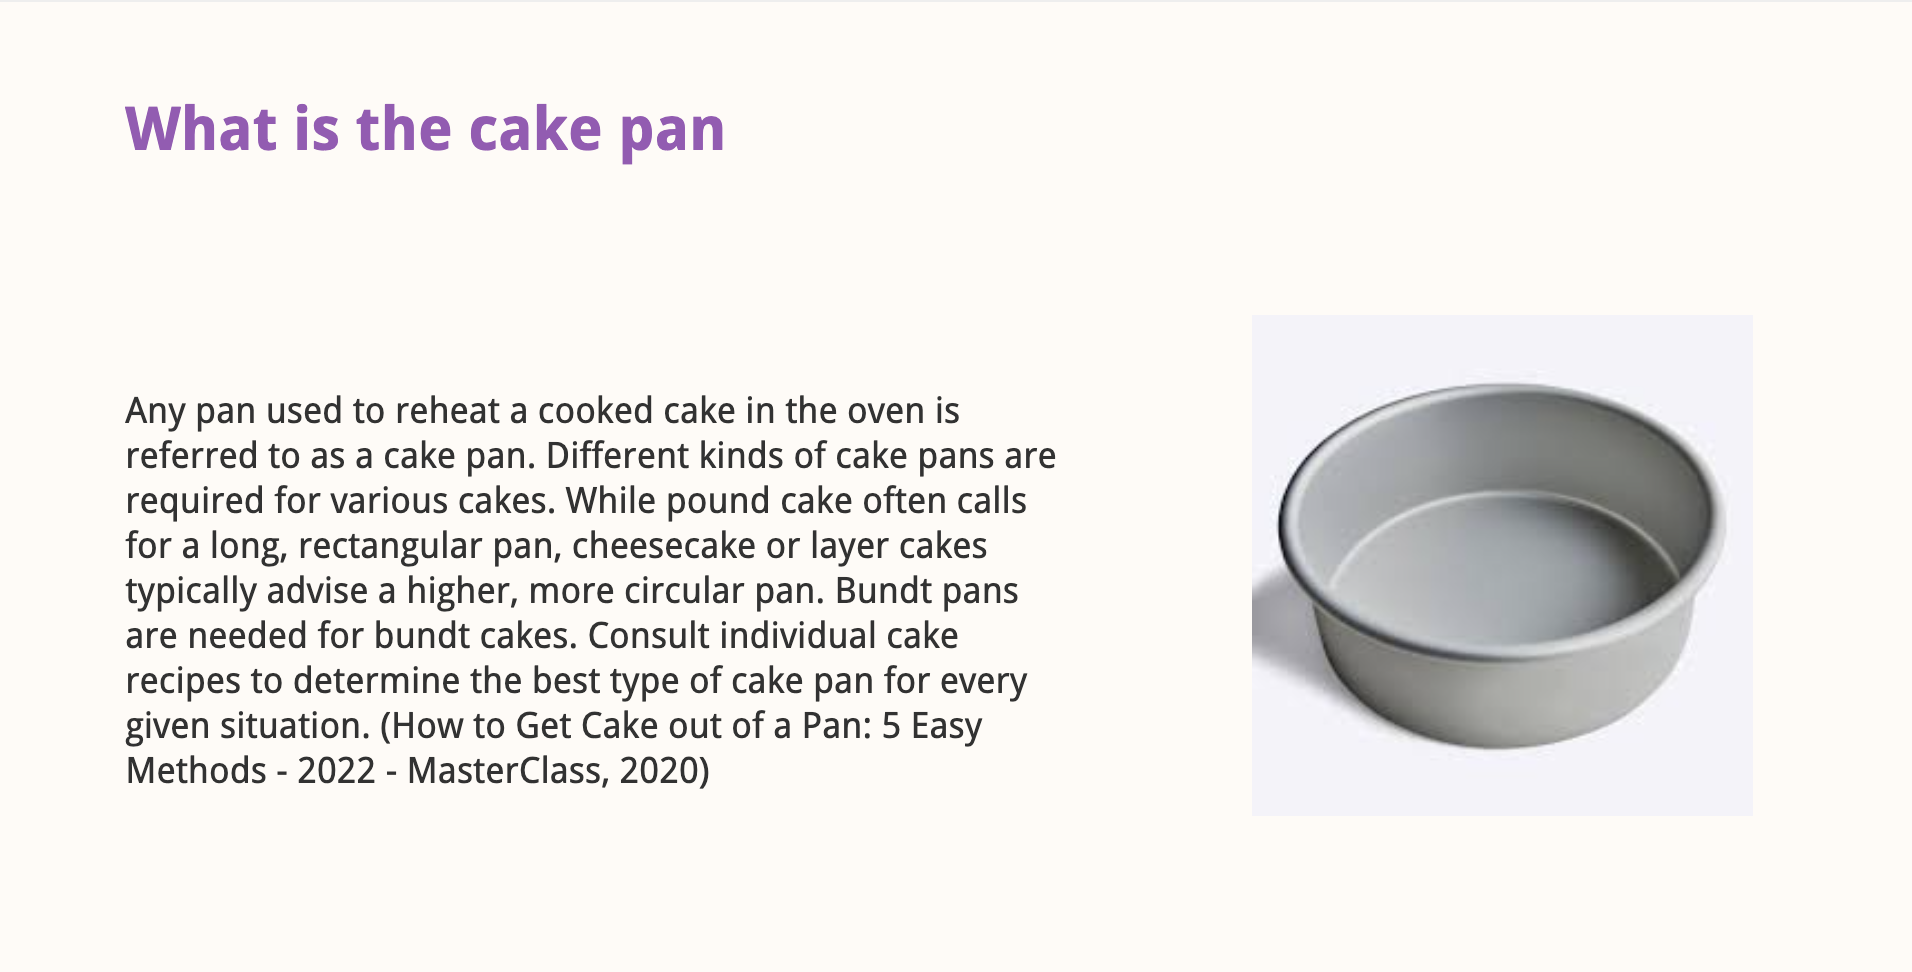 What is the cake pan
Any pan used to reheat a cooked cake in the oven is
referred to as a cake pan. Different kinds of cake pans are
required for various cakes. While pound cake often calls
for a long, rectangular pan, cheesecake or layer cakes
typically advise a higher, more circular pan. Bundt pans
are needed for bundt cakes. Consult individual cake
recipes to determine the best type of cake pan for every
given situation. (How to Get Cake out of a Pan: 5 Easy
Methods - 2022 - MasterClass, 2020)